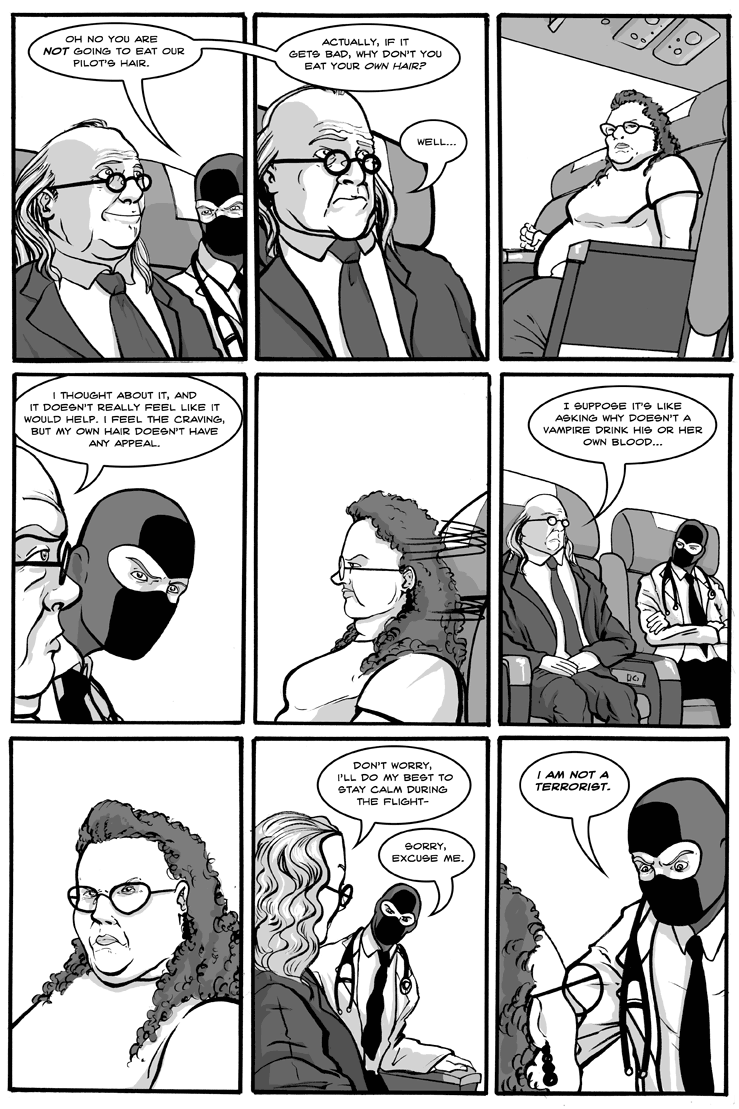 OH NO YOU ARE
NOT GOING TO EAT OUR
PILOT'S HAIR.
ACTUALLY, IF IT
GETS BAD, WHY DON'T YOU
EAT YOUR OWN HAIR?
WELL...
I THOUGHT ABOUT IT, AND
IT DOESN'T REALLY FEEL LIKE IT
WOULD HELP. I FEEL THE CRAVING,
BUT MY OWN HAIR DOESN'T HAVE
ANY APPEAL.
I SUPPOSE IT'S LIKE
ASKING WHY DOESN'T A
VAMPIRE DRINK HIS OR HER
OWN BLOOD...
DON'T WORRY,
I'LL DO MY BEST TO
STAY CALM DURING
THE FLIGHT-
SORRY,
EXCUSE ME.
I AM NOT A
TERRORIST.